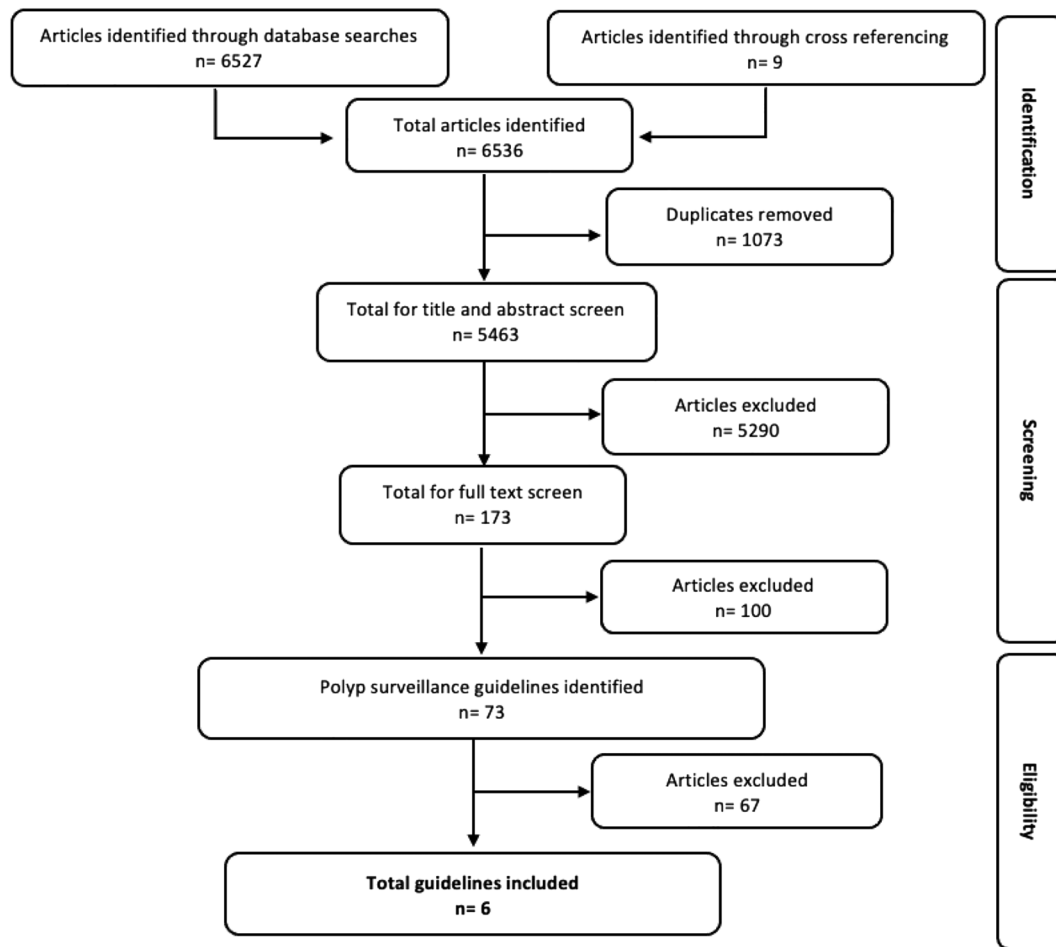 Articles identified through database searches
n= 6527
Articles identified through cross referencing
n= 9
Identification
Total articles identified
n= 6536
Duplicates removed
n= 1073
Total for title and abstract screen
n= 5463
Screening
Articles excluded
n= 5290
Total for full text screen
n= 173
Articles excluded
n= 100
Polyp surveillance guidelines identified
n= 73
Eligibility
Articles excluded
n= 67
Total guidelines included
n= 6